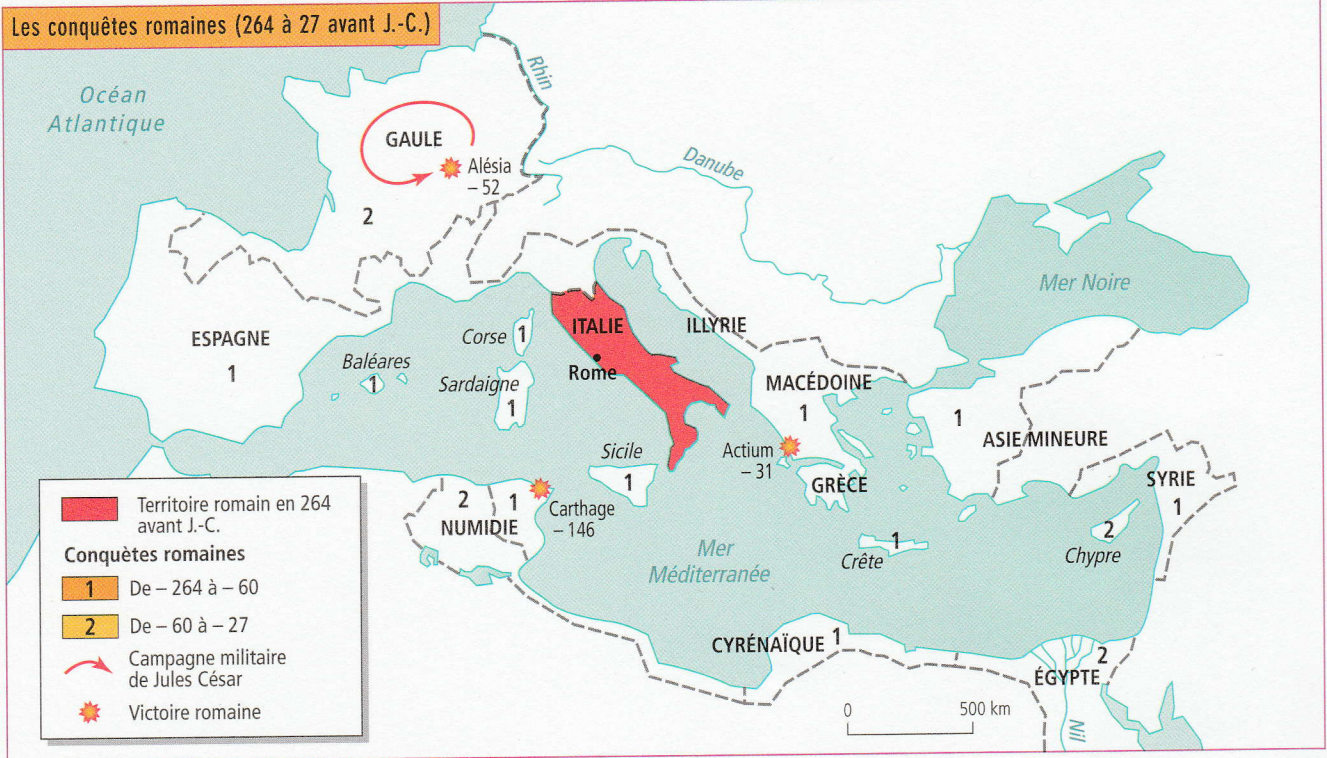 Les conquêtes romaines (264 à 27 avant J.-C.)
Océan
Atlantique
Rhin
GAULE
Alésia
– 52
2
Danube
Mer Noire
ESPAGNE
1
Baléares
1
Corse
1
Sardaigne
1
ITALIE
Rome
ILLYRIE
MACÉDOINE
1
Actium
– 31
GRÈCE
1
ASIE MINEURE
SYRIE
1
Sicile
1
2
1
NUMIDIE
Carthage
– 146
Mer
Méditerranée
1
Crête
2
Chypre
CYRÉNAÏQUE
1
2
ÉGYPTE
Nil
0
500 km
Territoire romain en 264
avant J.-C.
Conquètes romaines
1 De – 264 à – 60
2 De – 60 à – 27
Campagne militaire
de Jules César
Victoire romaine